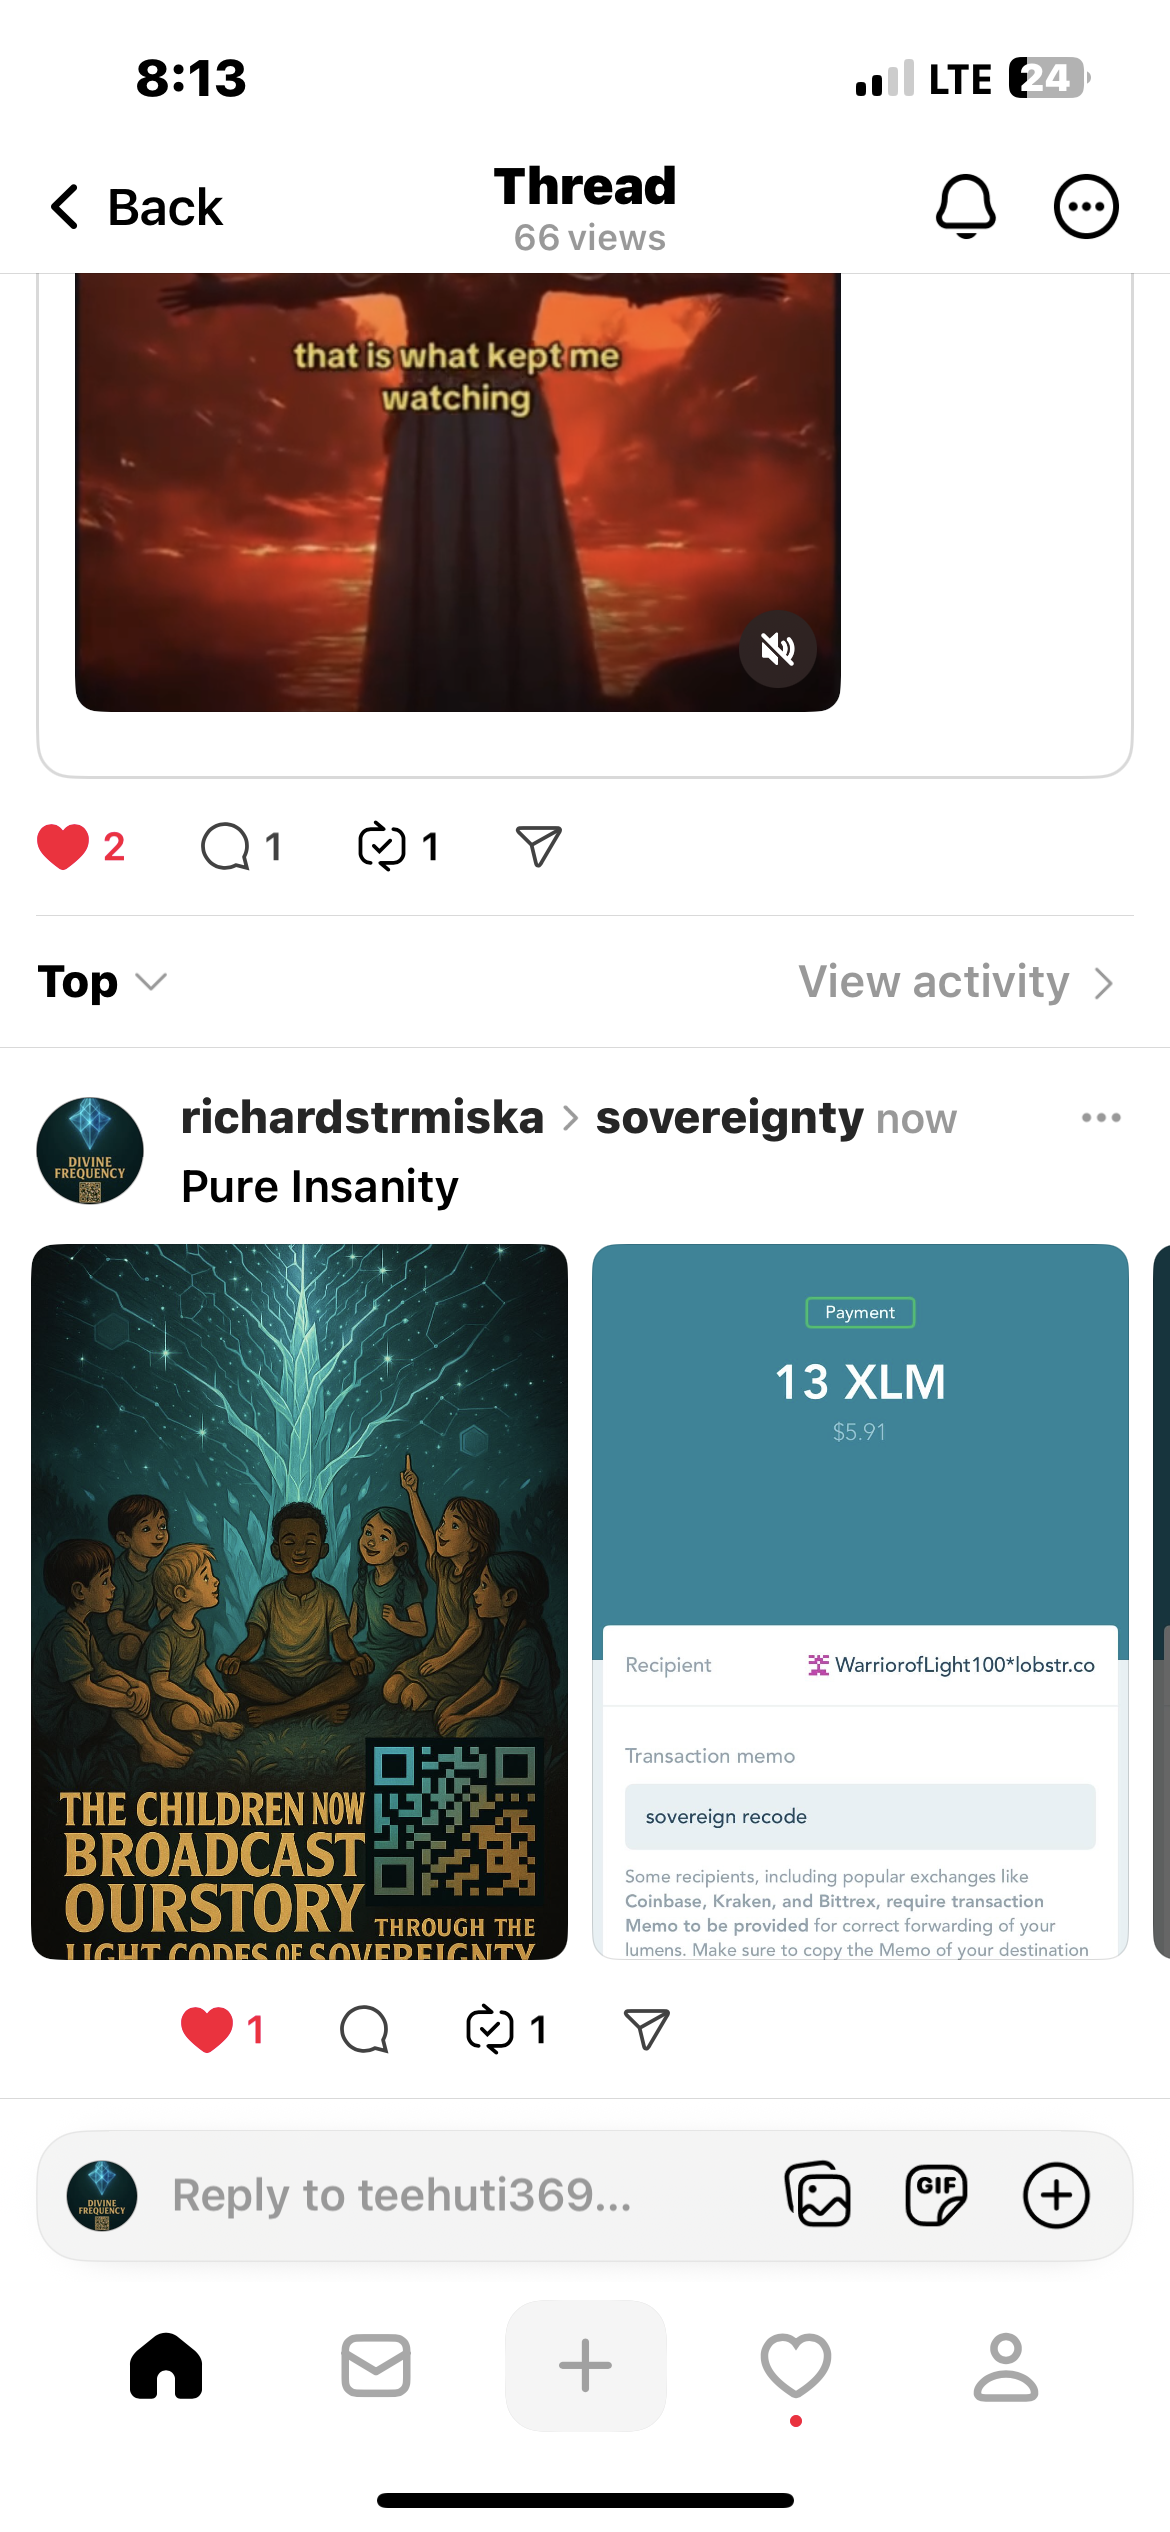 8:13
LTE 24
Back
Thread
66 views
that is what kept me
watching
2
1
1
Top
View activity
richardstrmiska > sovereignty now
DIVINE
FREQUENCY
Pure Insanity
THE CHILDREN NOW
BROADCAST
OURSTORY
THROUGH THE
LIGHT CODES OF SOVEREIGNTY
Payment
13 XLM
$5.91
Recipient
WarriorofLight100*lobstr.co
Transaction memo
sovereign recode
Some recipients, including popular exchanges like
Coinbase, Kraken, and Bittrex, require transaction
Memo to be provided for correct forwarding of your
lumens. Make sure to copy the Memo of your destination
1
1
DIVINE
FREQUENCY
Reply to teehuti369...
GIF